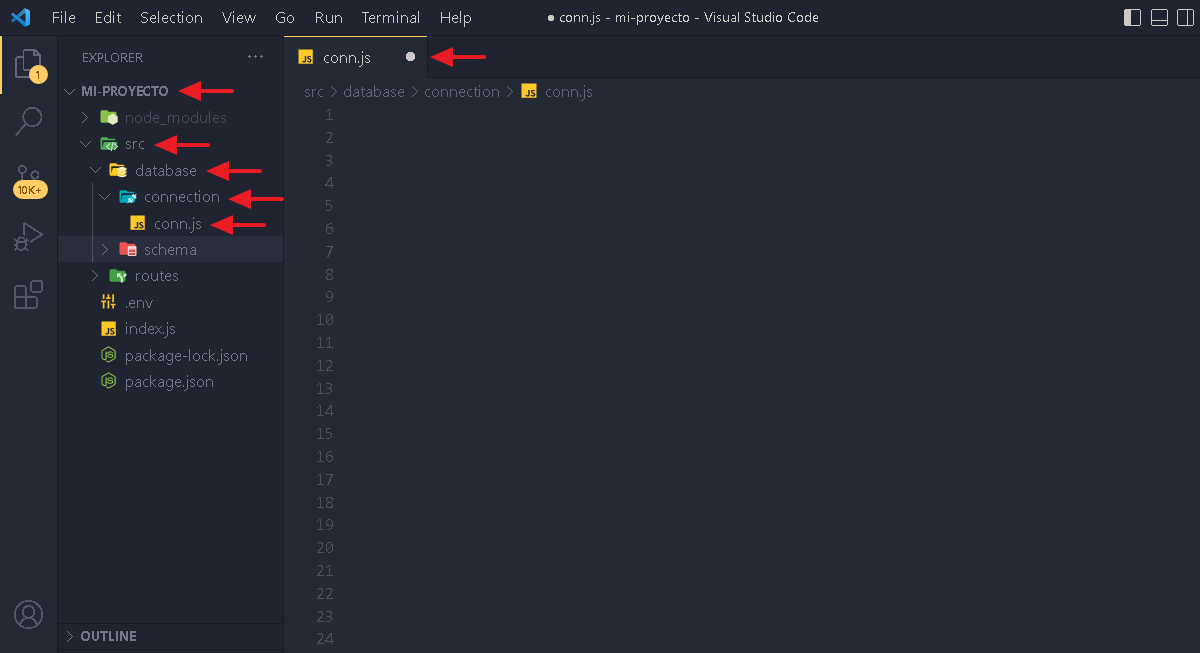 File Edit Selection View Go Run Terminal Help ● conn.js - mi-proyecto - Visual Studio Code
EXPLORER ···
MI-PROYECTO
node_modules
src
database
connection
conn.js
schema
routes
.env
index.js
package-lock.json
package.json
OUTLINE
1
10K+
JS conn.js ●
src > database > connection > JS conn.js
1
2
3
4
5
6
7
8
9
10
11
12
13
14
15
16
17
18
19
20
21
22
23
24